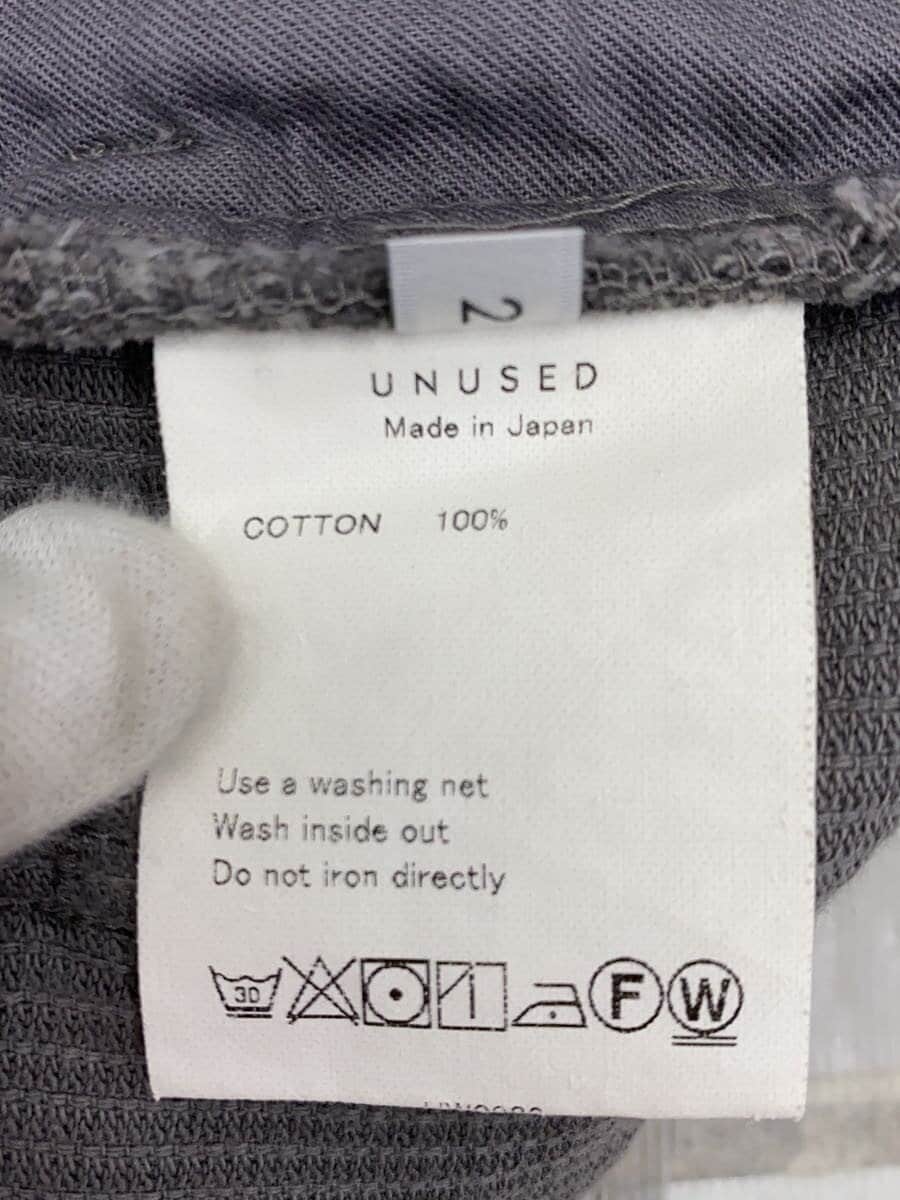 2
UNUSED
Made in Japan
COTTON 100%
Use a washing net
Wash inside out
Do not iron directly
30 F W